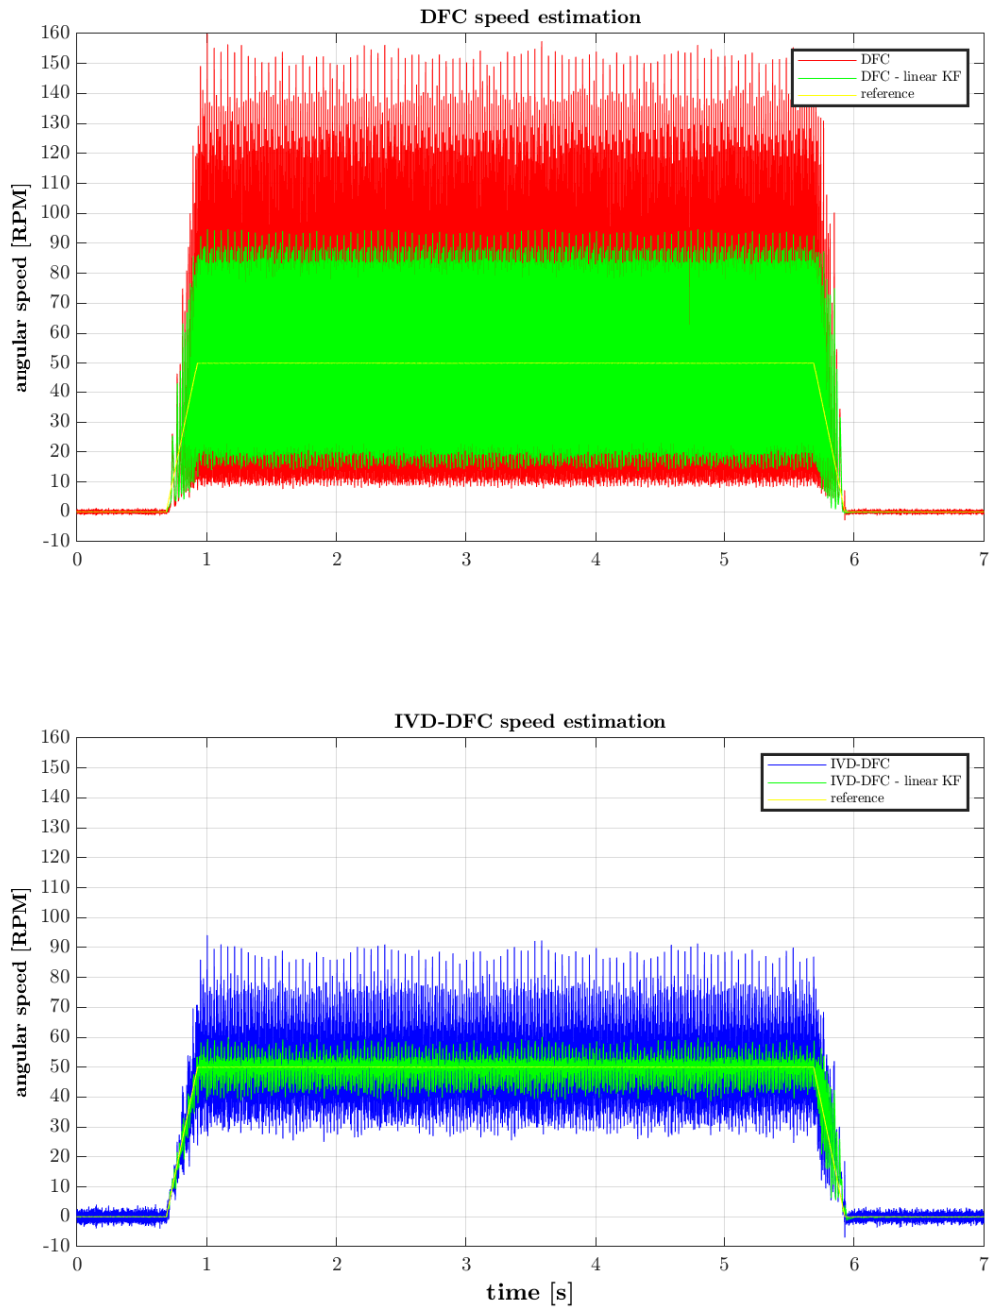 DFC speed estimation
160
150
140
130
120
110
100
90
80
70
60
50
40
30
20
10
0
-10
angular speed [RPM]
DFC
DFC - linear KF
reference
0 1 2 3 4 5 6 7
IVD-DFC speed estimation
160
150
140
130
120
110
100
90
80
70
60
50
40
30
20
10
0
-10
angular speed [RPM]
IVD-DFC
IVD-DFC - linear KF
reference
0 1 2 3 4 5 6 7
time [s]